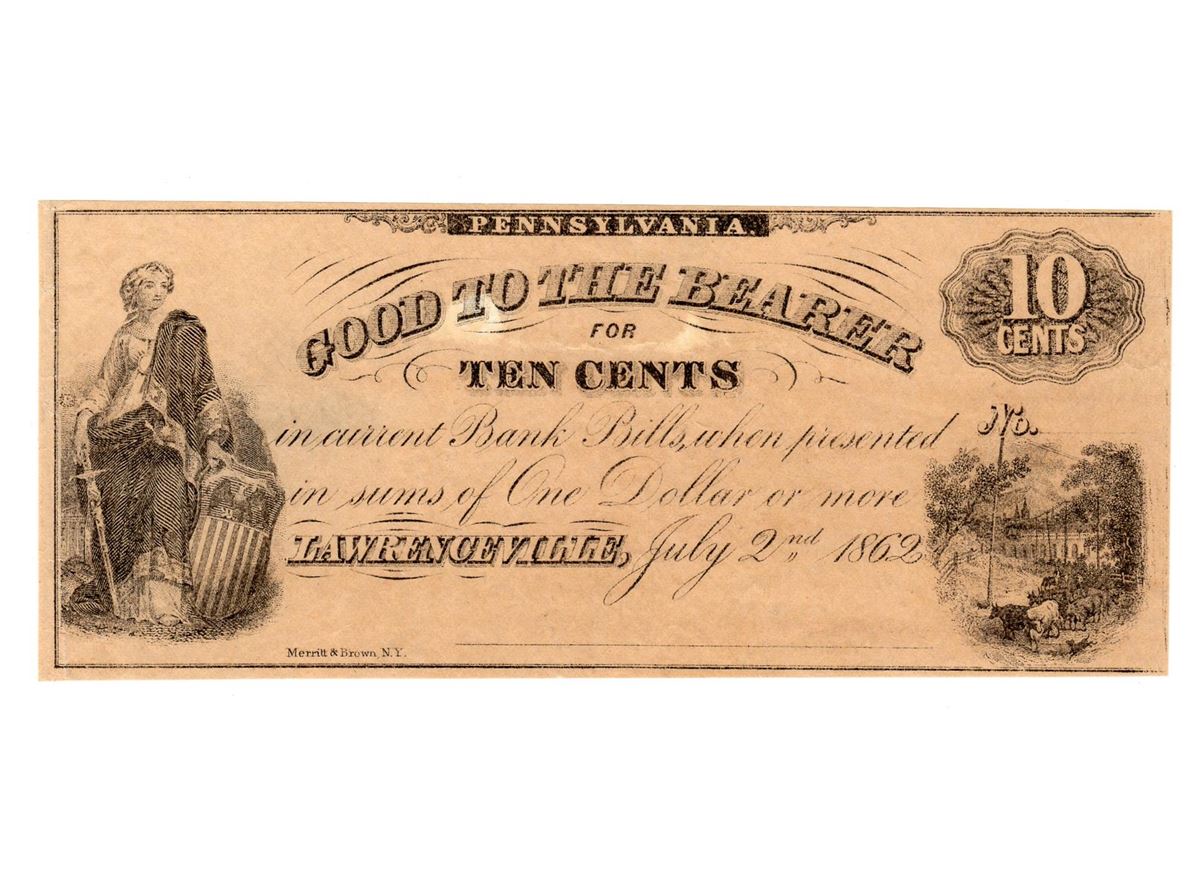 PENNSYLVANIA.
GOOD TO THE BEARER
FOR
TEN CENTS
10
CENTS
in current Bank Bills, when presented
No.
in sums of One Dollar or more
LAWRENCEVILLE, July 2nd 1862
Merritt & Brown, N.Y.